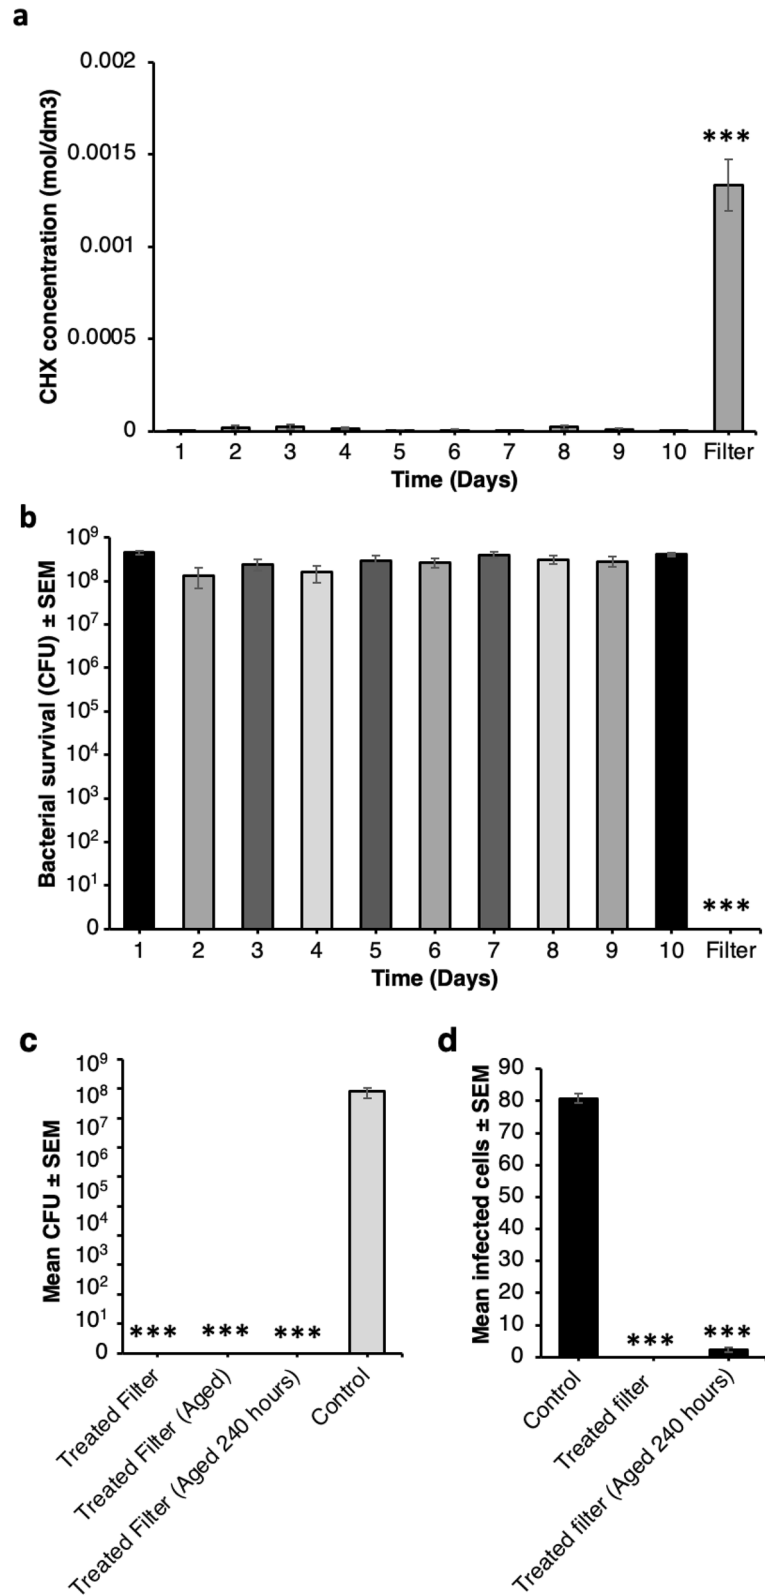 a
0.002
0.0015
0.001
0.0005
0
CHX concentration (mol/dm3)
***
1 2 3 4 5 6 7 8 9 10 Filter
Time (Days)
b
10⁹
10⁸
10⁷
10⁶
10⁵
10⁴
10³
10²
10¹
0
Bacterial survival (CFU) ± SEM
***
1 2 3 4 5 6 7 8 9 10 Filter
Time (Days)
c
10⁹
10⁸
10⁷
10⁶
10⁵
10⁴
10³
10²
10¹
0
Mean CFU ± SEM
*** *** ***
Treated Filter
Treated Filter (Aged)
Treated Filter (Aged 240 hours)
Control
d
90
80
70
60
50
40
30
20
10
0
Mean infected cells ± SEM
*** ***
Control
Treated filter
Treated filter (Aged 240 hours)